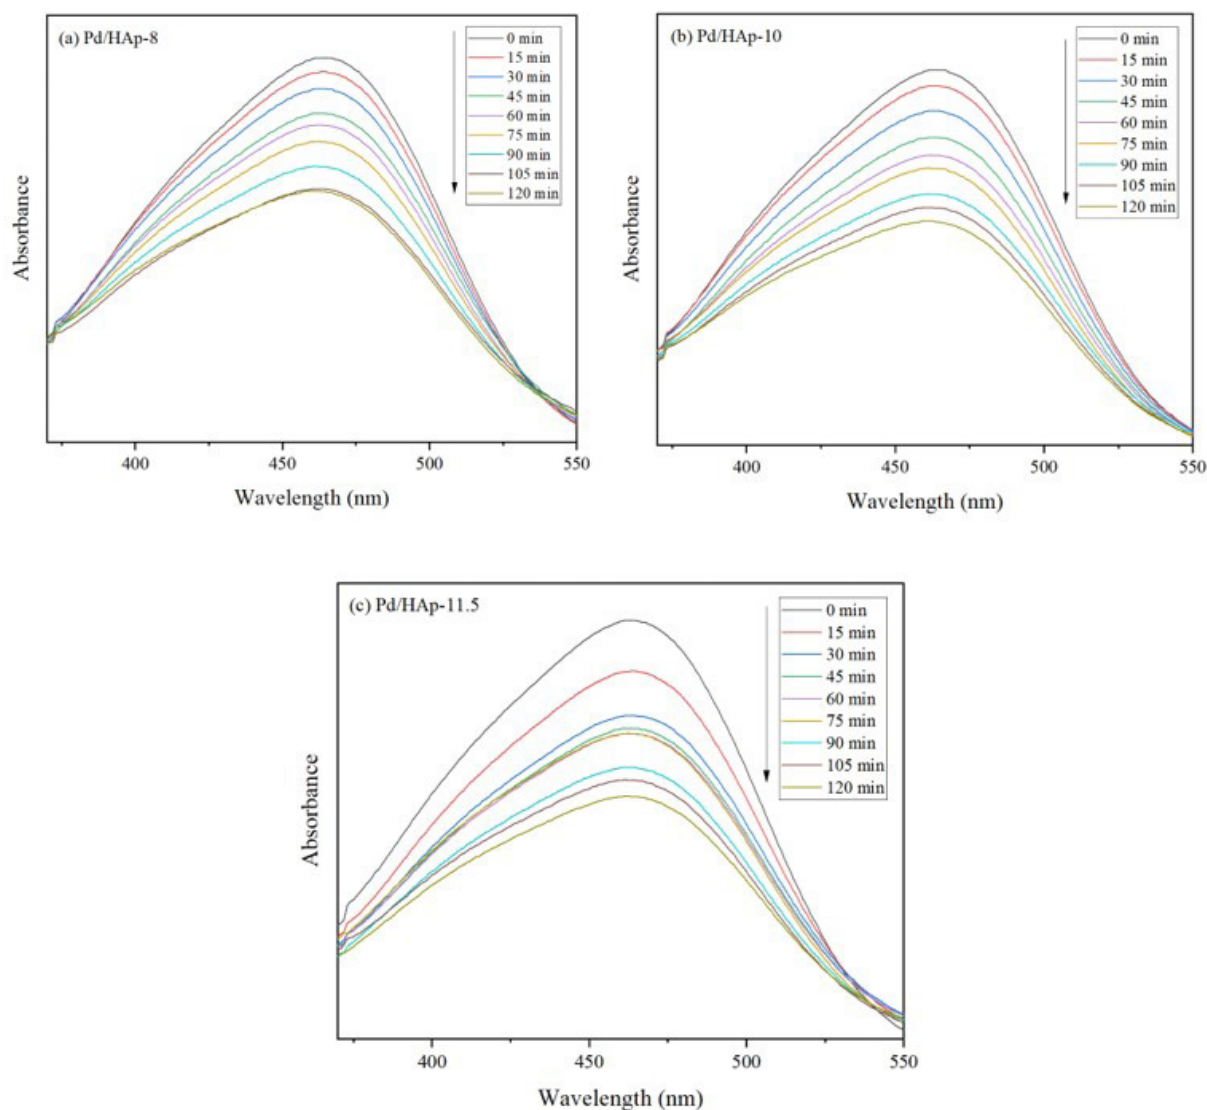 (a) Pd/HAp-8
0 min
15 min
30 min
45 min
60 min
75 min
90 min
105 min
120 min
Absorbance
400
450
500
550
Wavelength (nm)
(b) Pd/HAp-10
0 min
15 min
30 min
45 min
60 min
75 min
90 min
105 min
120 min
Absorbance
400
450
500
550
Wavelength (nm)
(c) Pd/HAp-11.5
0 min
15 min
30 min
45 min
60 min
75 min
90 min
105 min
120 min
Absorbance
400
450
500
550
Wavelength (nm)